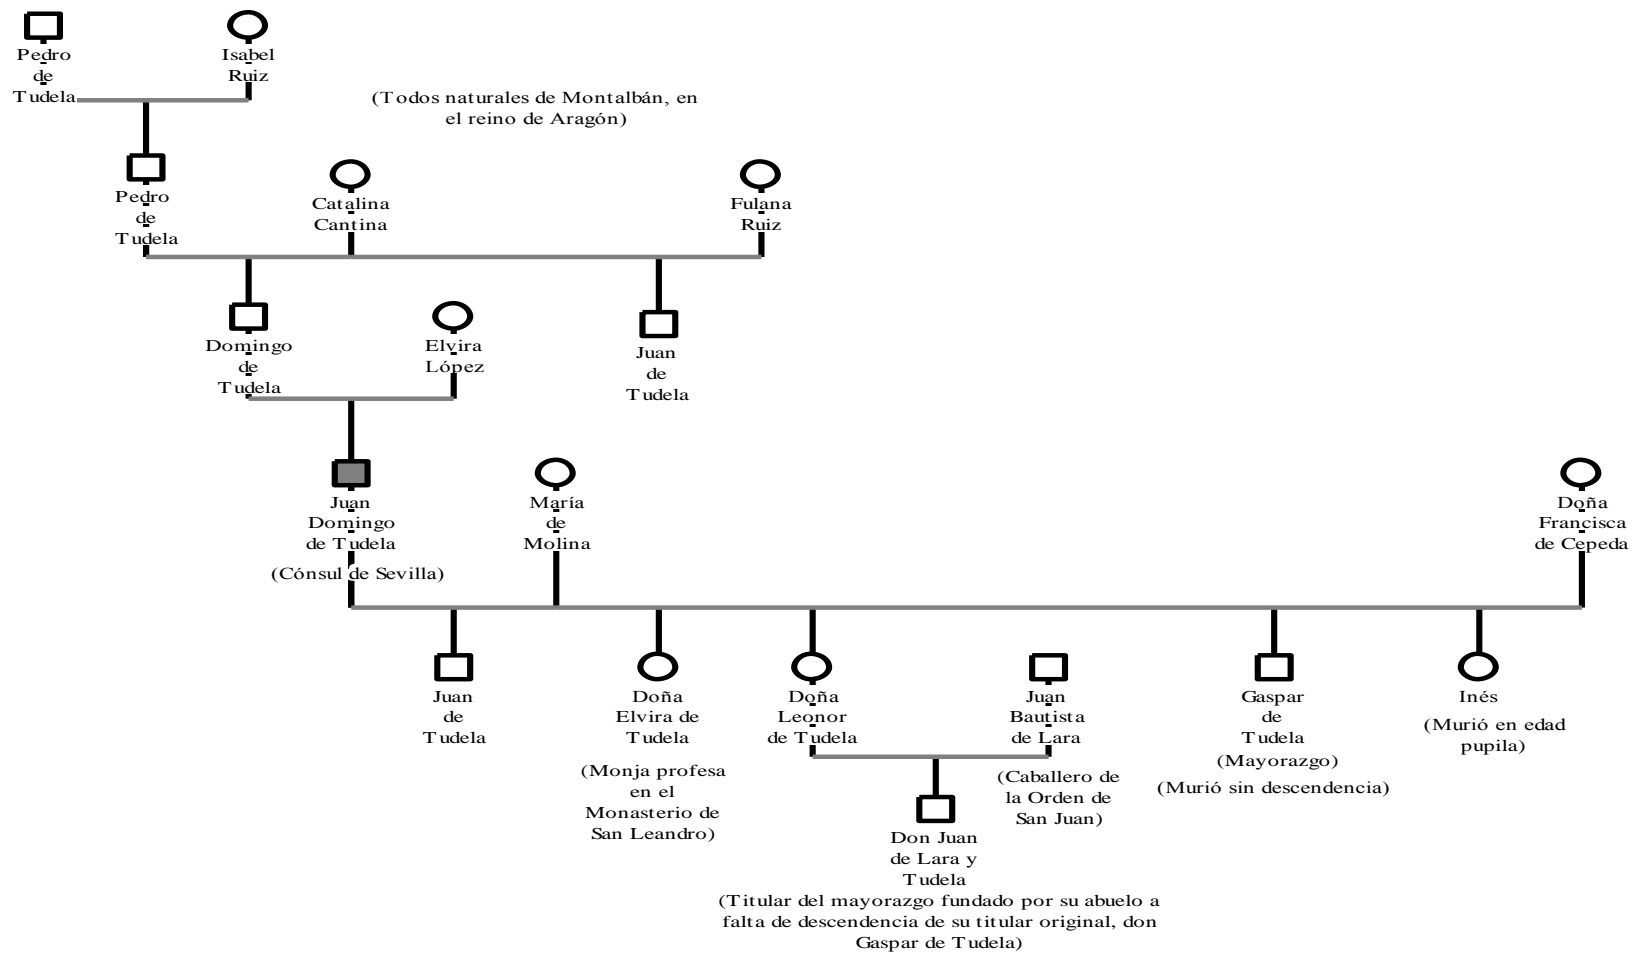 Pedro
de
Tudela
Isabel
Ruiz
(Todos naturales de Montalbán, en
el reino de Aragón)
Pedro
de
Tudela
Catalina
Cantina
Fulana
Ruiz
Domingo
de
Tudela
Elvira
López
Juan
de
Tudela
Juan
Domingo
de Tudela
(Cónsul de Sevilla)
María
de
Molina
Doña
Francisca
de Cepeda
Juan
de
Tudela
Doña
Elvira de
Tudela
(Monja profesa
en el
Monasterio de
San Leandro)
Doña
Leonor
de Tudela
Juan
Bautista
de Lara
(Caballero de
la Orden de
San Juan)
Gaspar
de
Tudela
(Mayorazgo)
(Murió sin descendencia)
Inés
(Murió en edad
pupila)
Don Juan
de Lara y
Tudela
(Titular del mayorazgo fundado por su abuelo a
falta de descendencia de su titular original, don
Gaspar de Tudela)